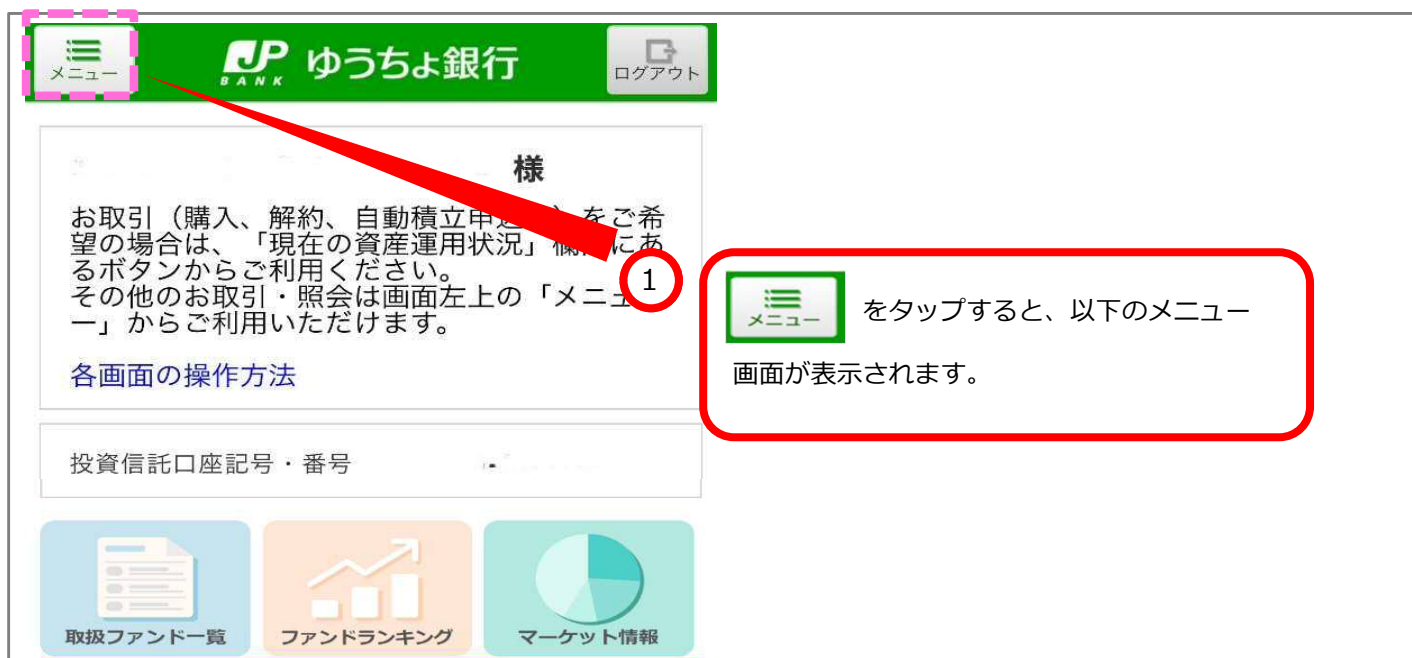 メニュー
JP BANK ゆうちょ銀行
ログアウト
様
お取引（購入、解約、自動積立申込 をご希
望の場合は、「現在の資産運用状況」欄 にあ
るボタンからご利用ください。
その他のお取引・照会は画面左上の「メニュ
ー」からご利用いただけます。
各画面の操作方法
1
メニュー をタップすると、以下のメニュー
画面が表示されます。
投資信託口座記号・番号
取扱ファンド一覧
ファンドランキング
マーケット情報